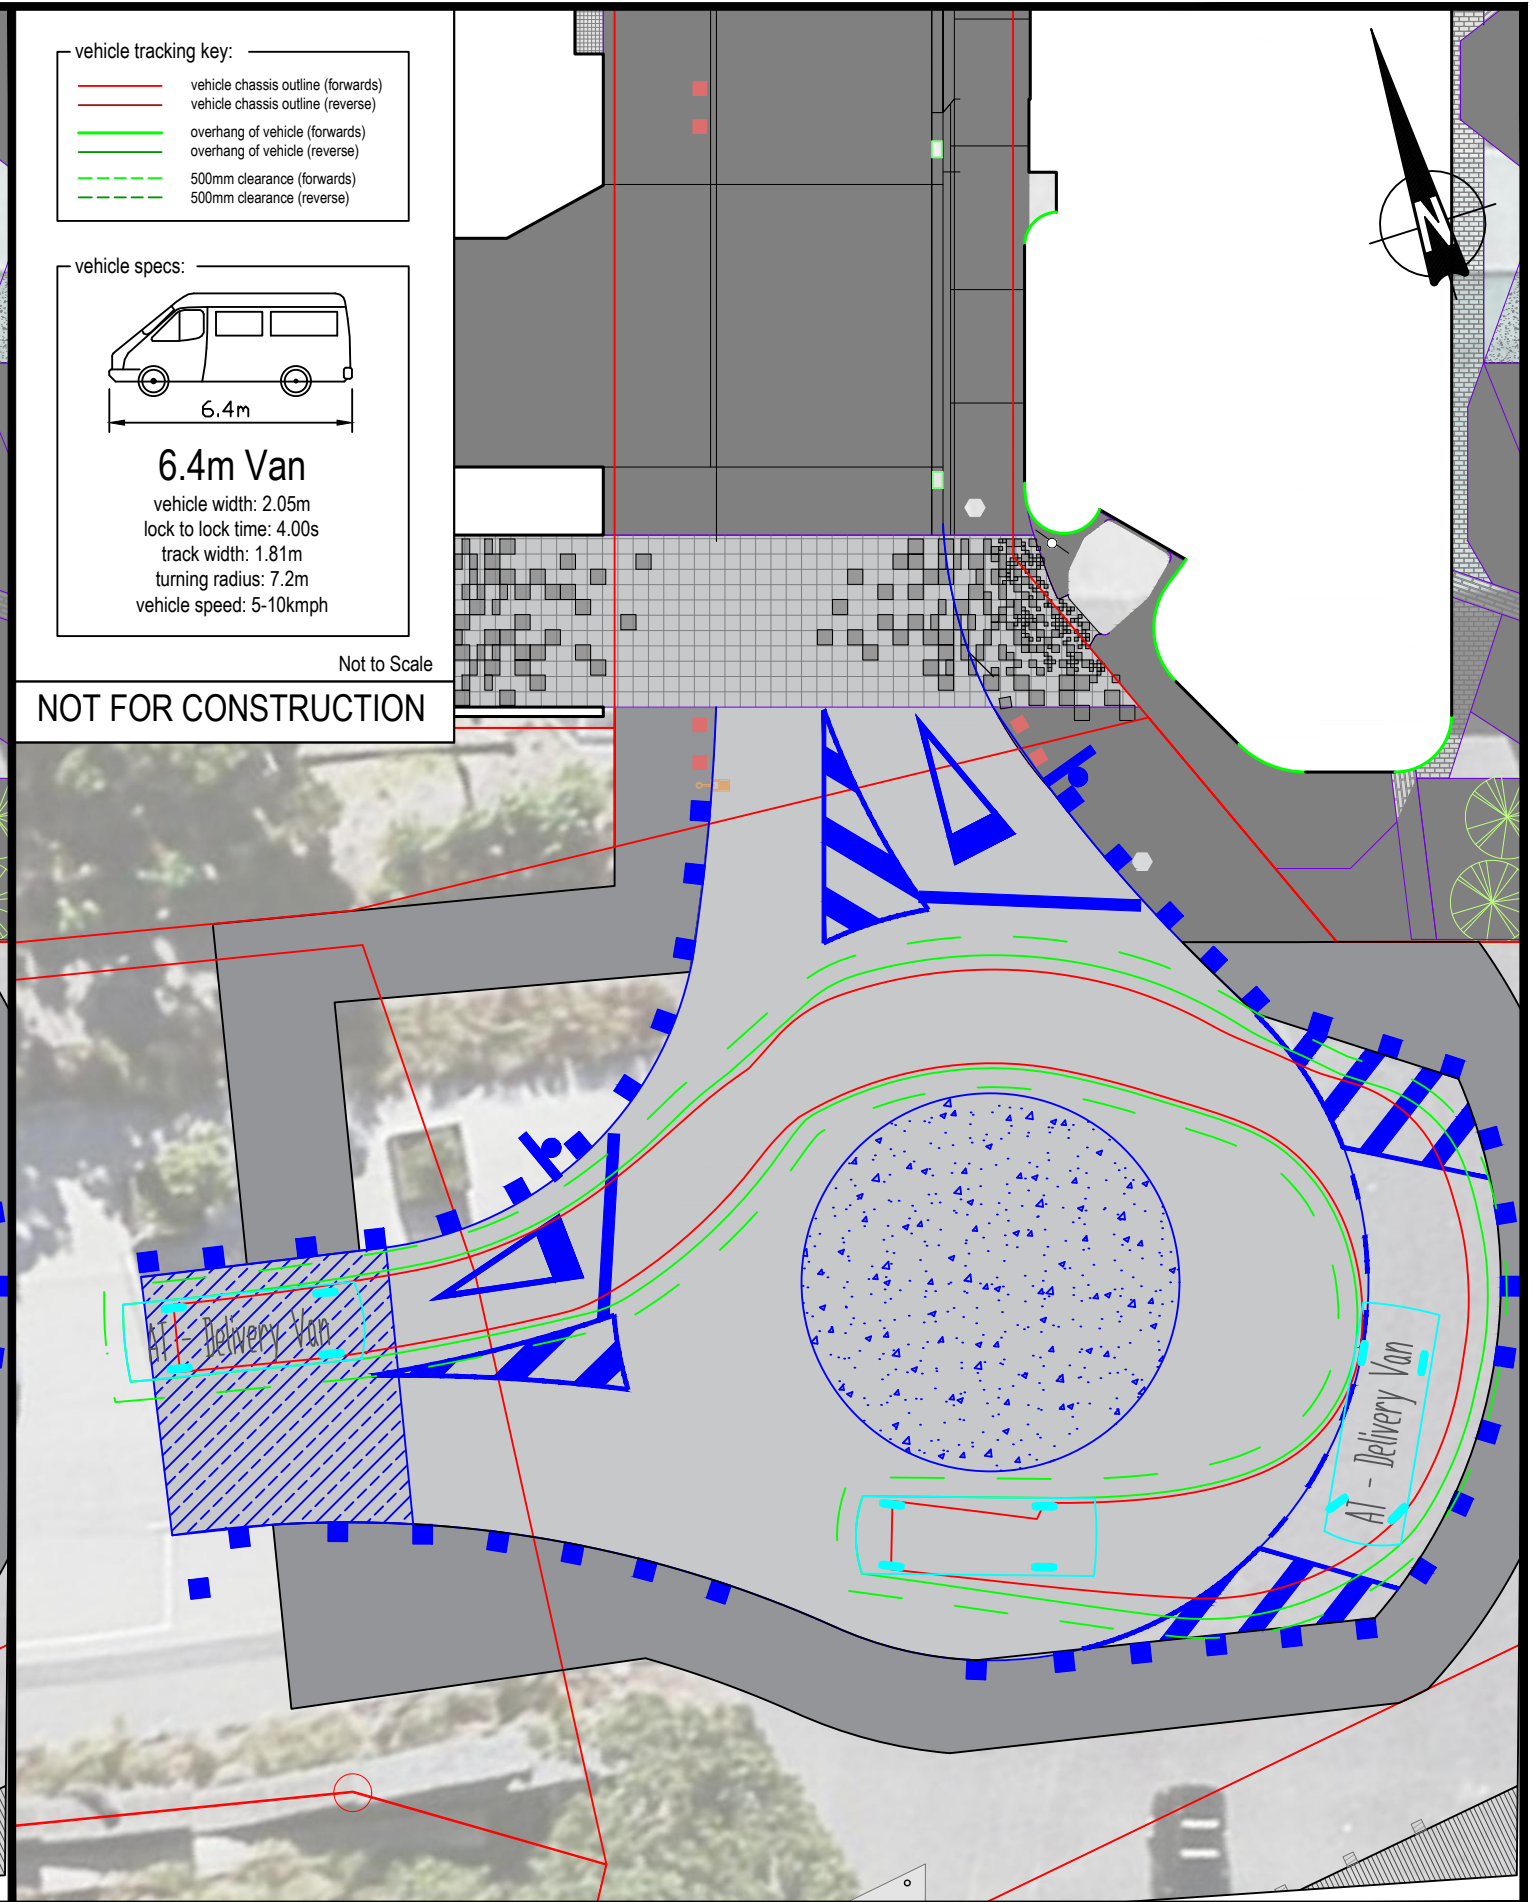 vehicle tracking key:
vehicle chassis outline (forwards)
vehicle chassis outline (reverse)
overhang of vehicle (forwards)
overhang of vehicle (reverse)
500mm clearance (forwards)
500mm clearance (reverse)
vehicle specs:
6.4m
6.4m Van
vehicle width: 2.05m
lock to lock time: 4.00s
track width: 1.81m
turning radius: 7.2m
vehicle speed: 5-10kmph
Not to Scale
NOT FOR CONSTRUCTION
N
AT - Delivery Van
AT - Delivery Van